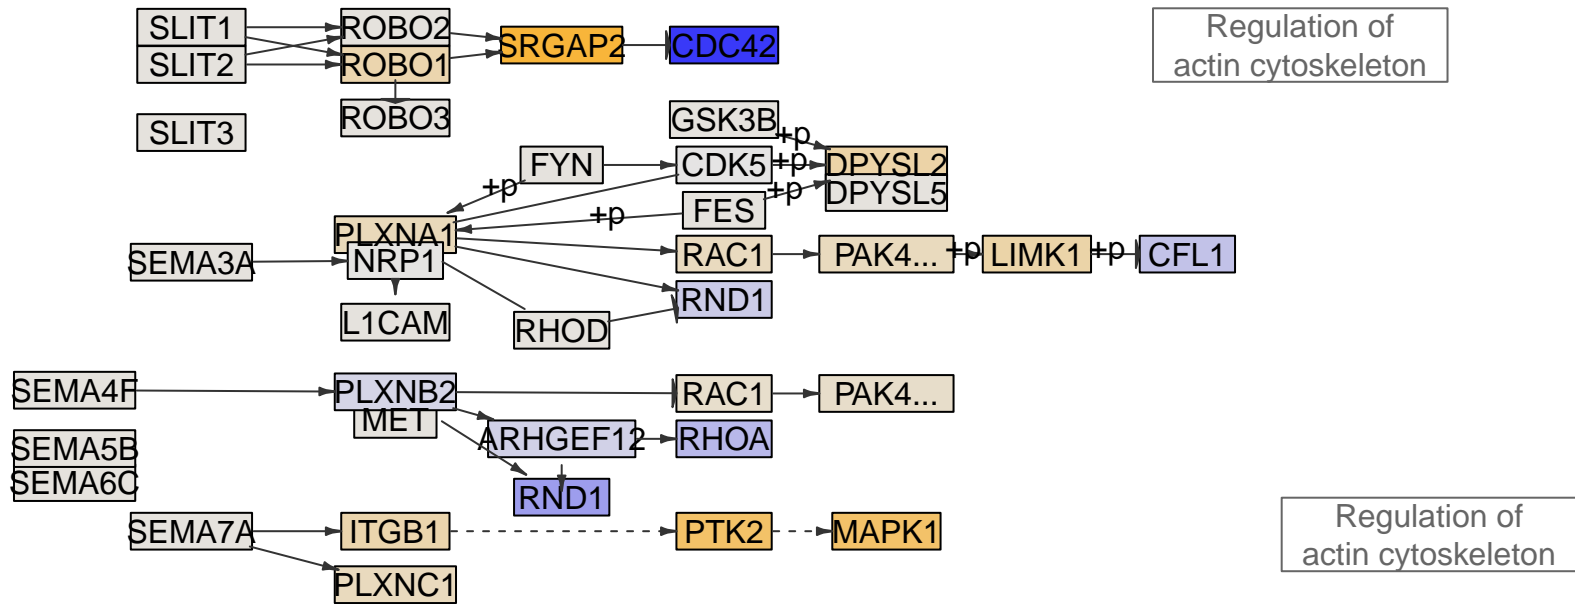 SLIT1
ROBO2
SRGAP2
CDC42
Regulation of
actin cytoskeleton
SLIT2
ROBO1
ROBO3
SLIT3
GSK3B
+p
FYN
CDK5
+p
DPYSL2
+p
+p
DPYSL5
FES
+p
PLXNA1
SEMA3A
NRP1
RAC1
PAK4...
+p
LIMK1
+p
CFL1
RND1
L1CAM
RHOD
SEMA4F
PLXNB2
RAC1
PAK4...
MET
ARHGEF12
RHOA
SEMA5B
SEMA6C
RND1
SEMA7A
ITGB1
PTK2
MAPK1
Regulation of
actin cytoskeleton
PLXNC1